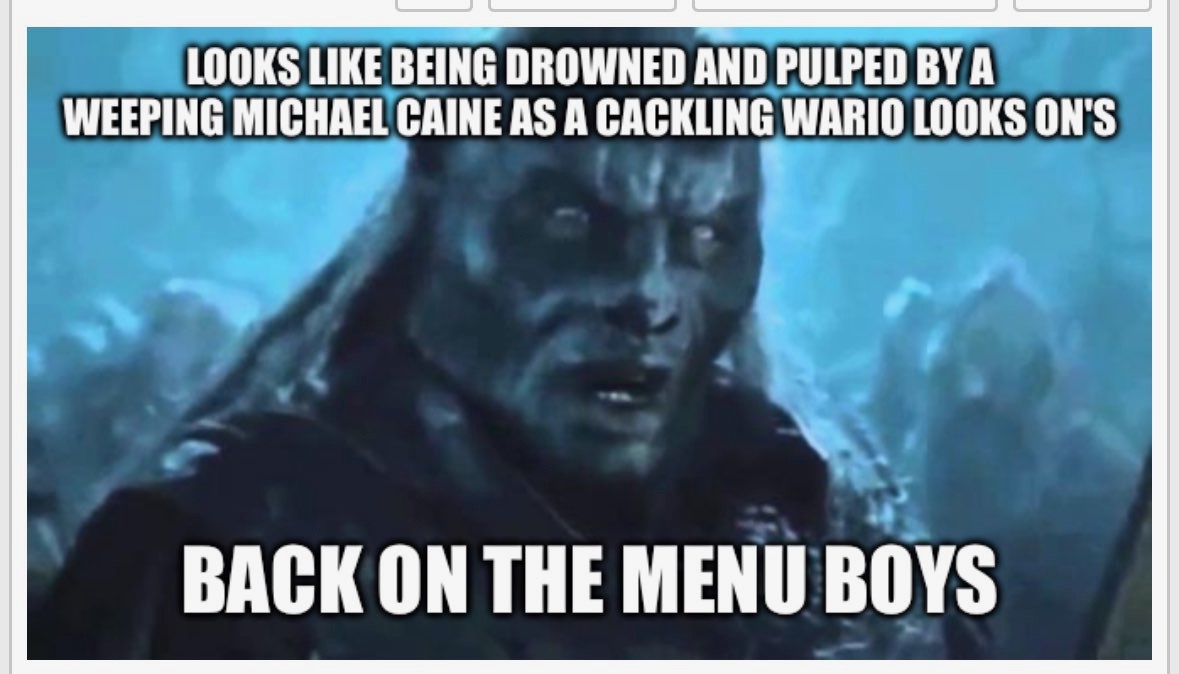 LOOKS LIKE BEING DROWNED AND PULPED BY A
WEEPING MICHAEL CAINE AS A CACKLING WARIO LOOKS ON'S
BACK ON THE MENU BOYS